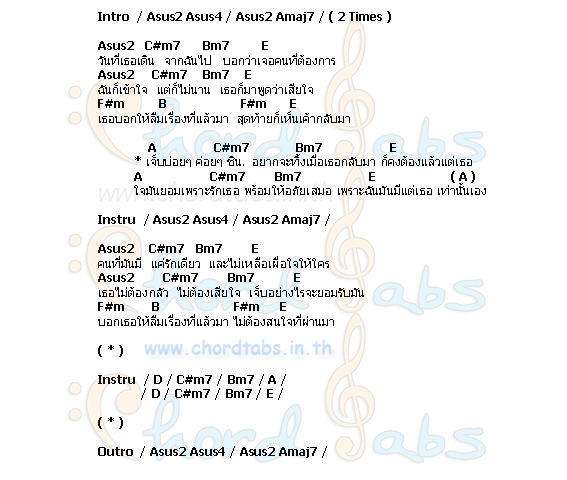 Intro / Asus2 Asus4 / Asus2 Amaj7 / ( 2 Times )
Asus2 C#m7 Bm7 E
วันที่เธอเดิน จากฉันไป บอกว่าเจอคนที่ต้องการ
Asus2 C#m7 Bm7 E
ฉันก็เข้าใจ แต่ก็ไม่นาน เธอก็มาพูดว่าเสียใจ
F#m B F#m E
เธอบอกให้ลืมเรื่องที่แล้วมา สุดท้ายก็เห็นเค้ากลับมา
A C#m7 Bm7 E
* เจ็บบ่อยๆ ค่อยๆ ชิน. อยากจะทิ้งเมื่อเธอกลับมา ก็คงต้องแล้วแต่เธอ
A C#m7 Bm7 E ( A )
ใจมันยอมเพราะรักเธอ พร้อมให้อภัยเสมอ เพราะฉันมันมีแต่เธอ เท่านั้นเอง
Instru / Asus2 Asus4 / Asus2 Amaj7 /
Asus2 C#m7 Bm7 E
คนที่มันมี แค่รักเดียว และไม่เหลือเผื่อใจให้ใคร
Asus2 C#m7 Bm7 E
เธอไม่ต้องกลัว ไม่ต้องเสียใจ เจ็บอย่างไรจะยอมรับมัน
F#m B F#m E
บอกเธอให้ลืมเรื่องที่แล้วมา ไม่ต้องสนใจที่ผ่านมา
( * )
www.chordtabs.in.th
Instru / D / C#m7 / Bm7 / A /
/ D / C#m7 / Bm7 / E /
( * )
Outro / Asus2 Asus4 / Asus2 Amaj7 /